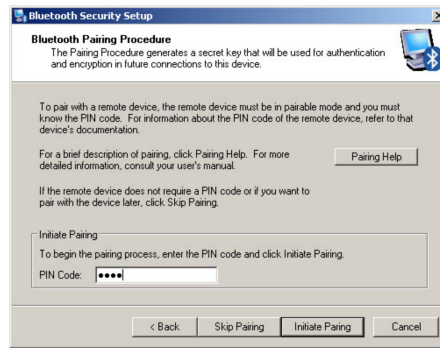 Bluetooth Security Setup
Bluetooth Pairing Procedure
The Pairing Procedure generates a secret key that will be used for authentication
and encryption in future connections to this device.
To pair with a remote device, the remote device must be in pairable mode and you must
know the PIN code. For information about the PIN code of the remote device, refer to that
device's documentation.
For a brief description of pairing, click Pairing Help. For more
detailed information, consult your user's manual.
Pairing Help
If the remote device does not require a PIN code or if you want to
pair with the device later, click Skip Pairing.
Initiate Pairing
To begin the pairing process, enter the PIN code and click Initiate Pairing.
PIN Code: ••••
< Back Skip Pairing Initiate Paring Cancel